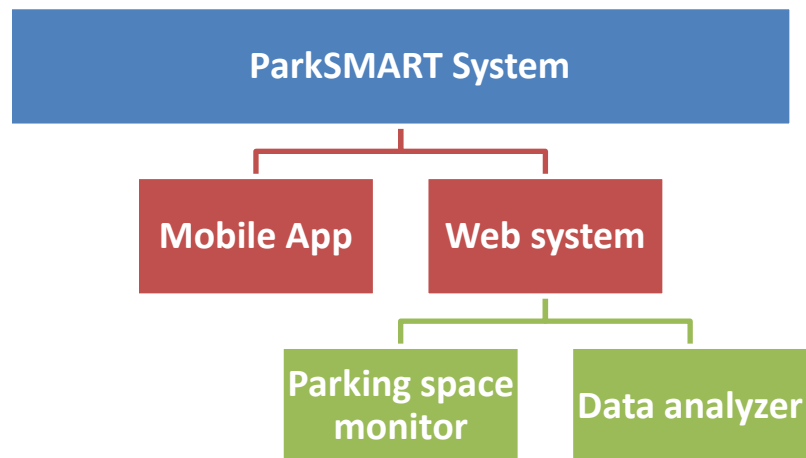 ParkSMART System
Mobile App
Web system
Parking space
monitor
Data analyzer